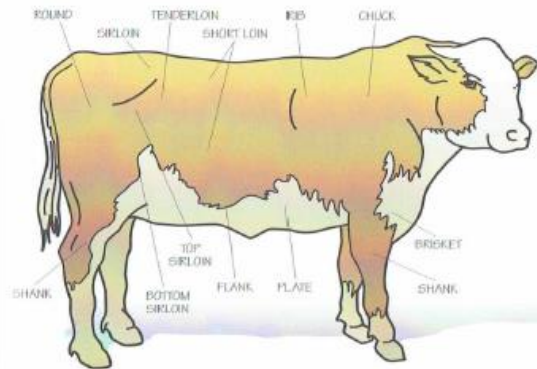 ROUND
TENDERLOIN
RIB
CHUCK
SIRLOIN
SHORT LOIN
TOP
SIRLOIN
BRISKET
SHANK
BOTTOM
SIRLOIN
FLANK
PLATE
SHANK